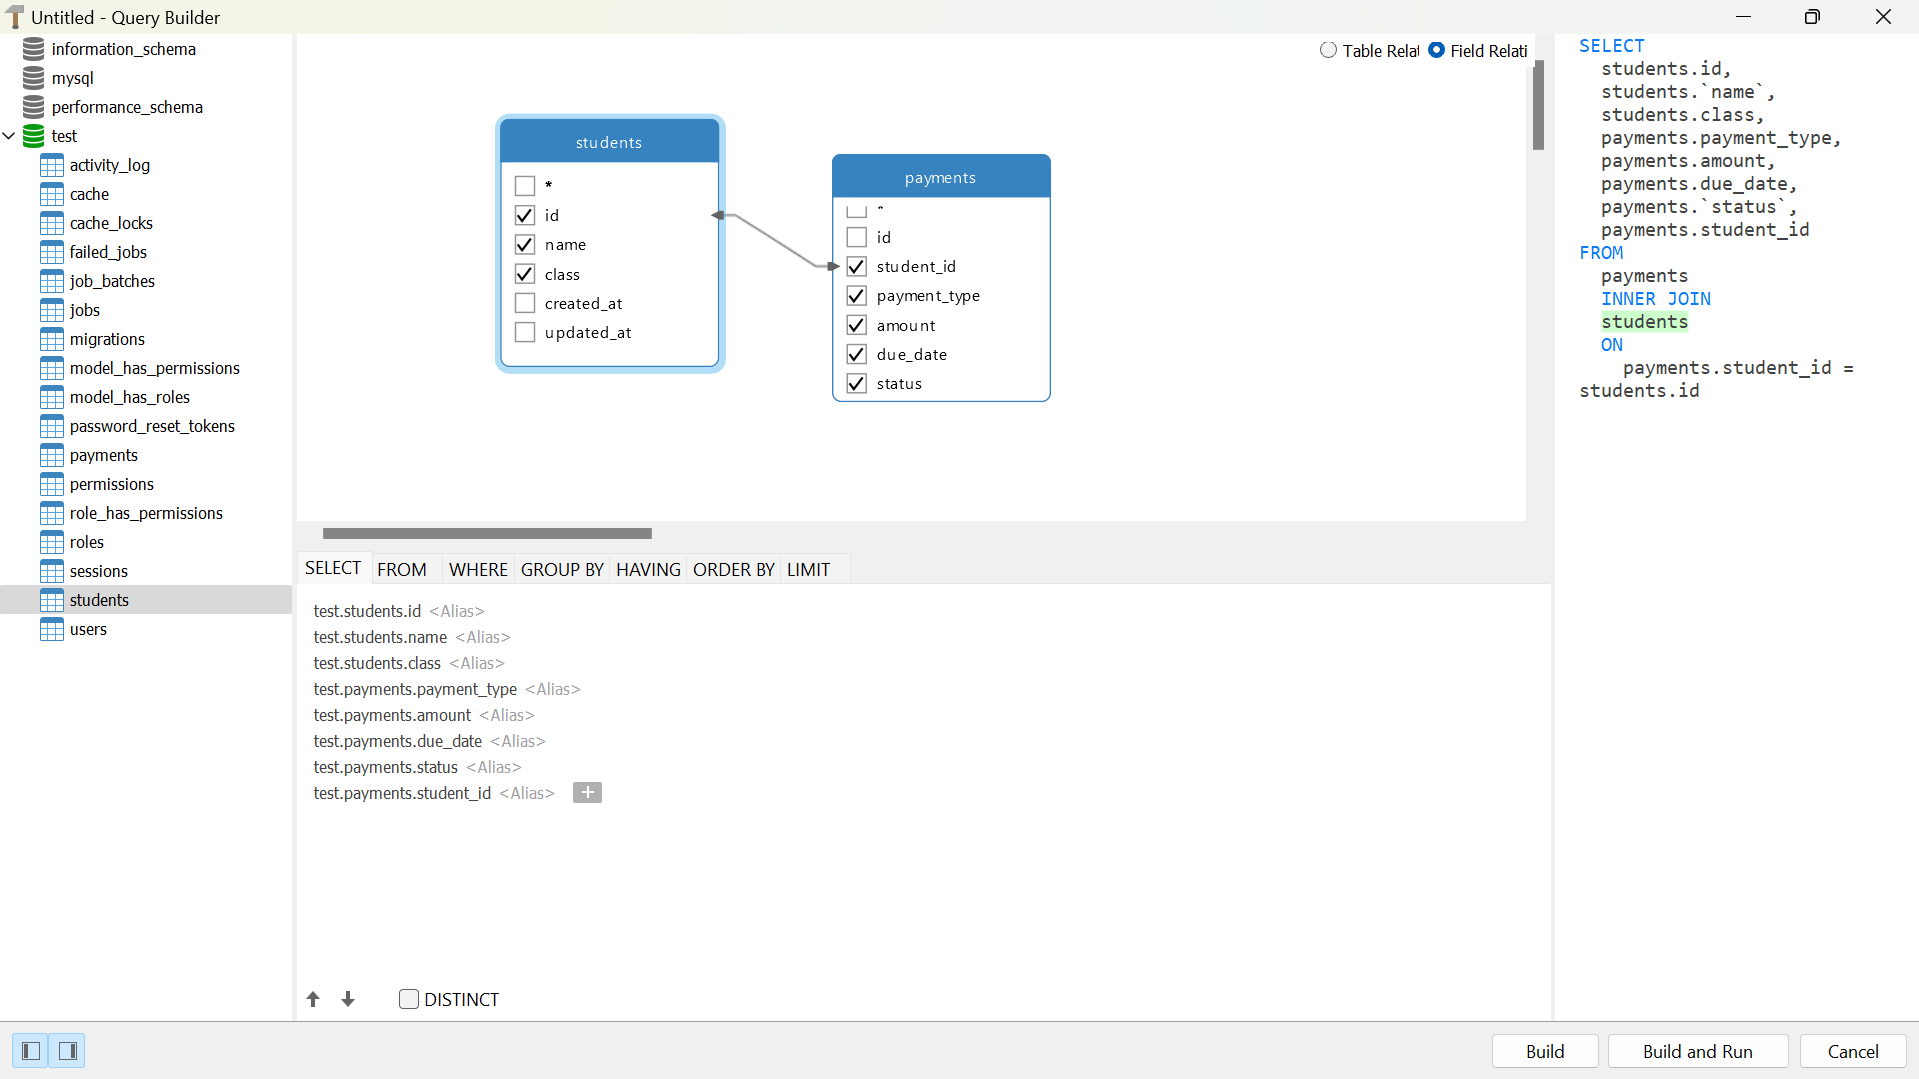 Untitled - Query Builder
information_schema
mysql
performance_schema
test
activity_log
cache
cache_locks
failed_jobs
job_batches
jobs
migrations
model_has_permissions
model_has_roles
password_reset_tokens
payments
permissions
role_has_permissions
roles
sessions
students
users
Table Relat
Field Relati
students
*
id
name
class
created_at
updated_at
payments
*
id
student_id
payment_type
amount
due_date
status
SELECT
FROM
WHERE
GROUP BY
HAVING
ORDER BY
LIMIT
test.students.id <Alias>
test.students.name <Alias>
test.students.class <Alias>
test.payments.payment_type <Alias>
test.payments.amount <Alias>
test.payments.due_date <Alias>
test.payments.status <Alias>
test.payments.student_id <Alias> +
DISTINCT
SELECT
students.id,
students.`name`,
students.class,
payments.payment_type,
payments.amount,
payments.due_date,
payments.`status`,
payments.student_id
FROM
payments
INNER JOIN
students
ON
payments.student_id =
students.id
Build
Build and Run
Cancel